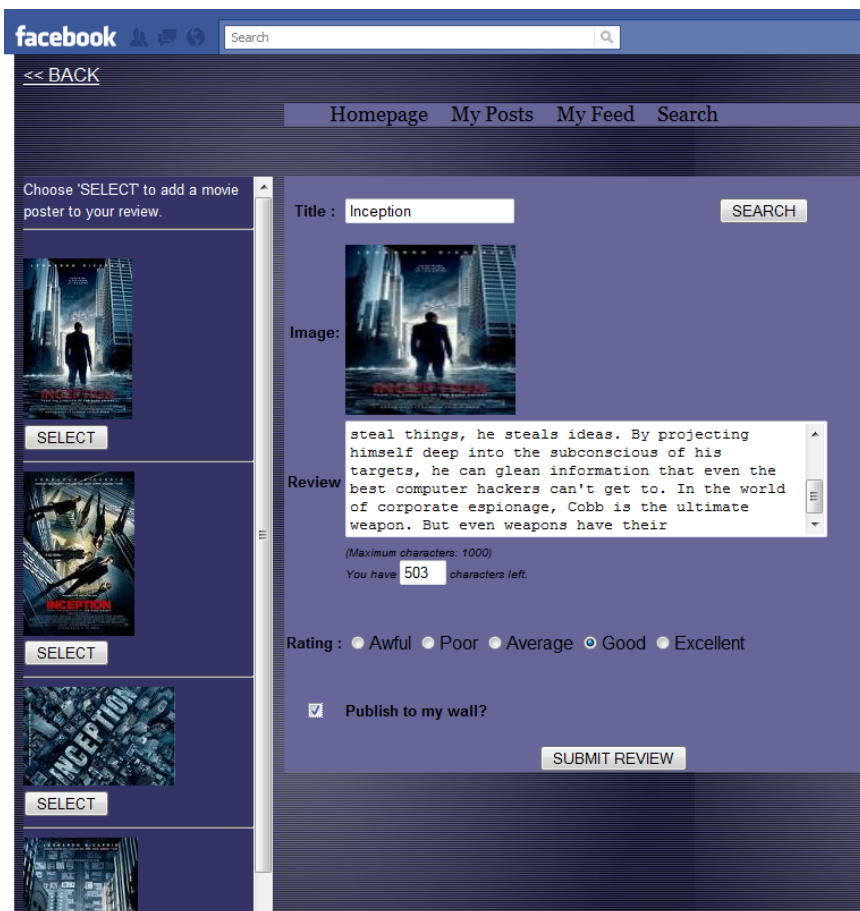 facebook
Search
<< BACK
Homepage My Posts My Feed Search
Choose 'SELECT' to add a movie
poster to your review.
SELECT
INCEPTION
SELECT
INCEPTION
SELECT
Title : Inception SEARCH
Image:
INCEPTION
Review
steal things, he steals ideas. By projecting
himself deep into the subconscious of his
targets, he can glean information that even the
best computer hackers can't get to. In the world
of corporate espionage, Cobb is the ultimate
weapon. But even weapons have their
(Maximum characters: 1000)
You have 503 characters left.
Rating : Awful Poor Average Good Excellent
Publish to my wall?
SUBMIT REVIEW